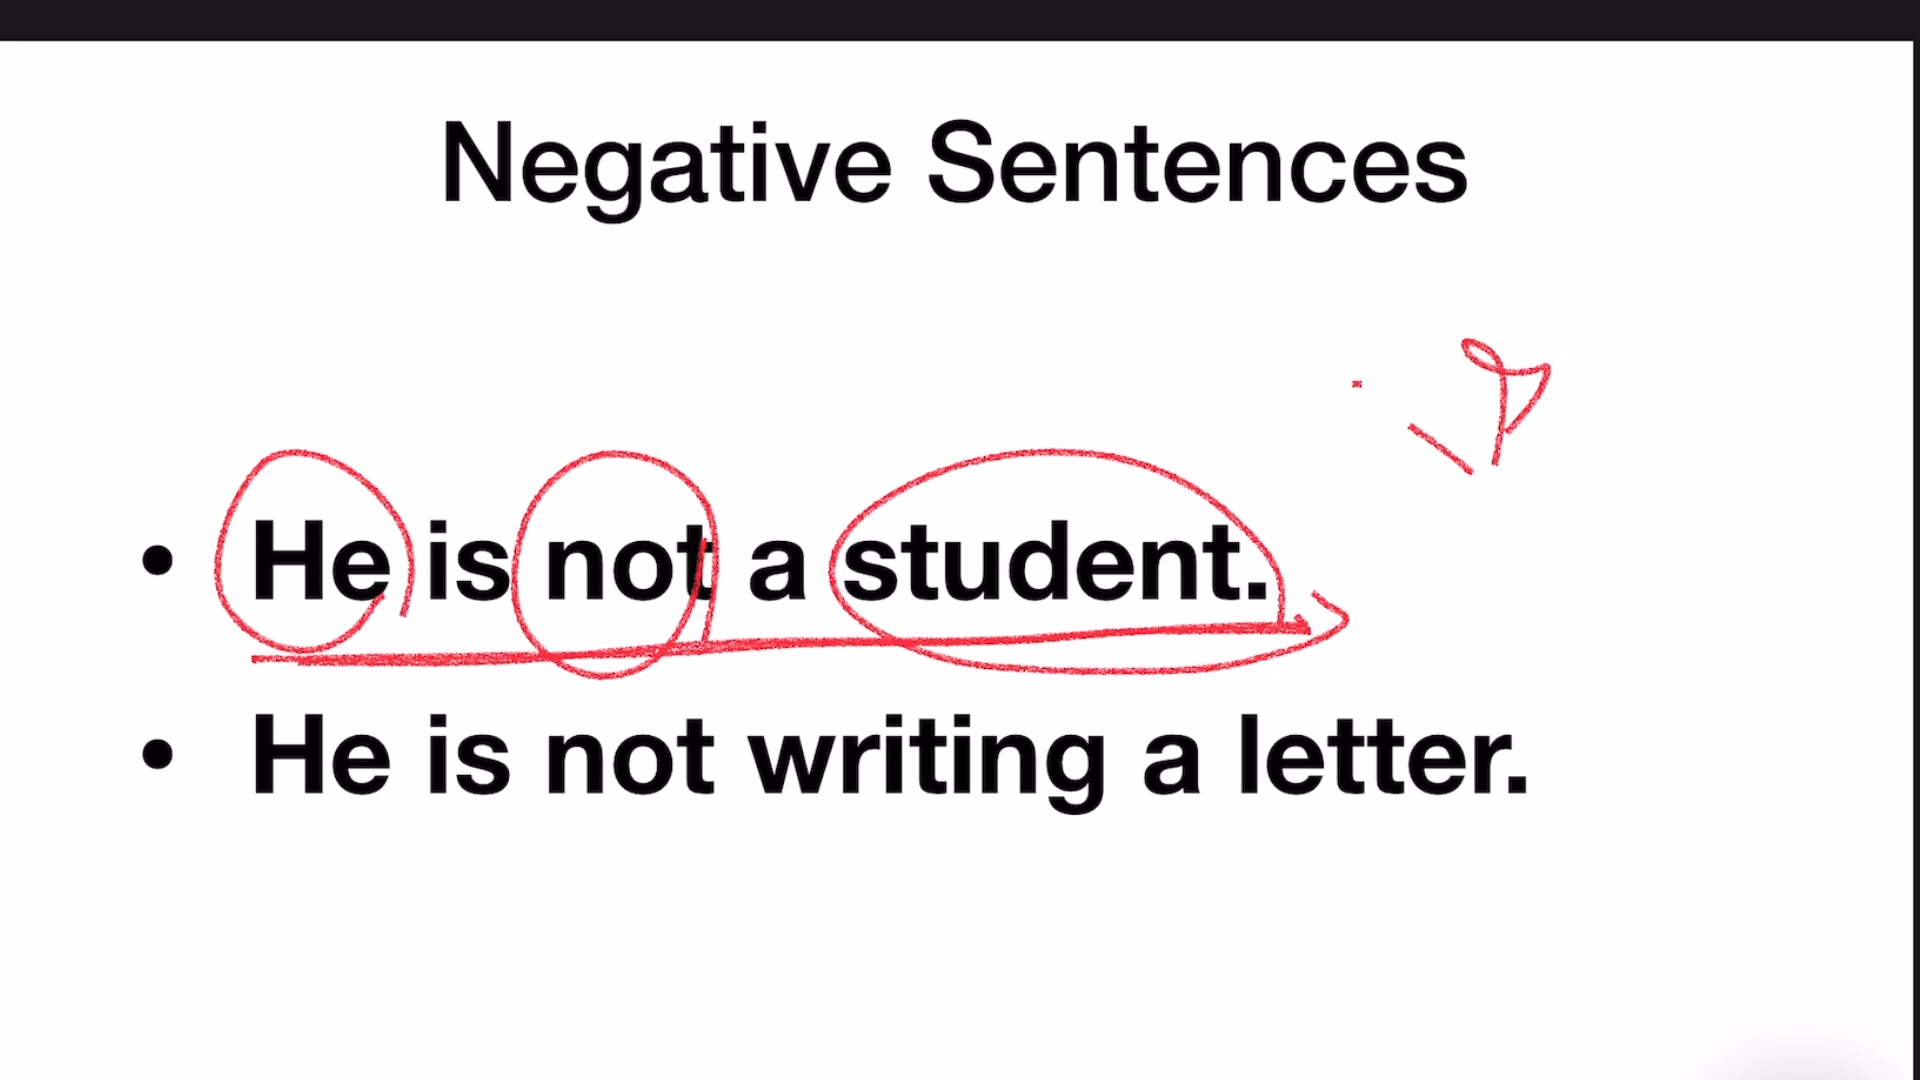 Negative Sentences
• He is not a student.
• He is not writing a letter.